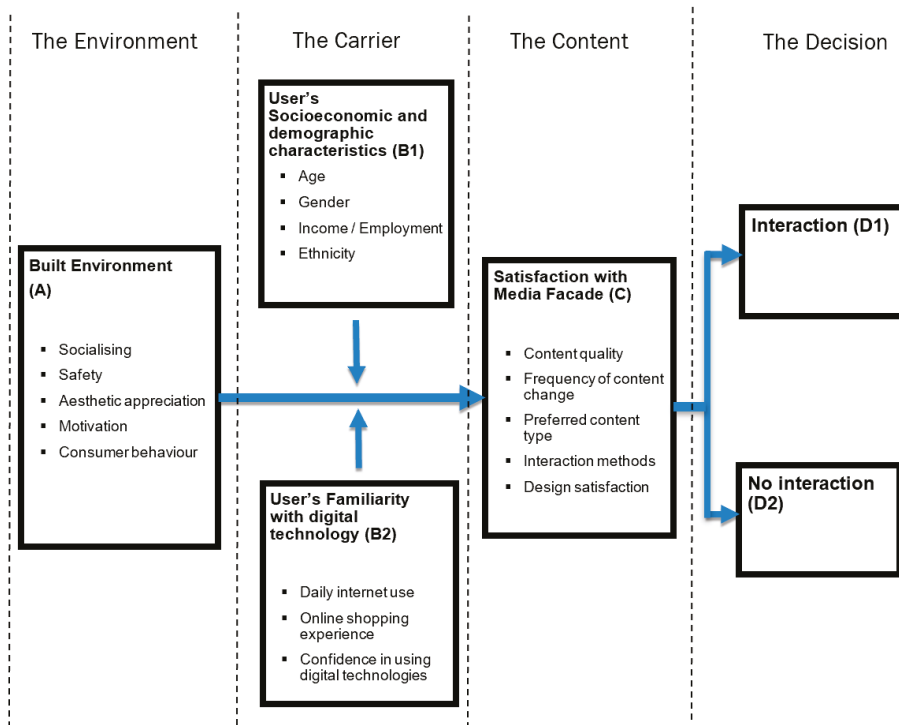 The Environment
The Carrier
The Content
The Decision
Built Environment
(A)
Socialising
Safety
Aesthetic appreciation
Motivation
Consumer behaviour
User's
Socioeconomic and
demographic
characteristics (B1)
Age
Gender
Income / Employment
Ethnicity
User's Familiarity
with digital
technology (B2)
Daily internet use
Online shopping
experience
Confidence in using
digital technologies
Satisfaction with
Media Facade (C)
Content quality
Frequency of content
change
Preferred content
type
Interaction methods
Design satisfaction
Interaction (D1)
No interaction
(D2)